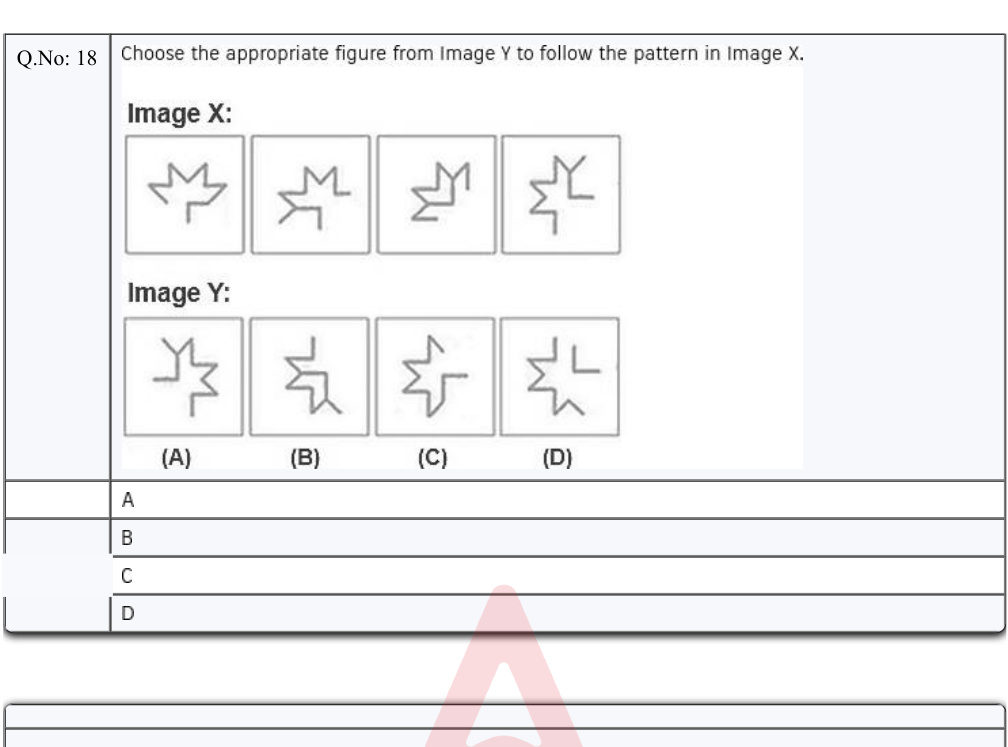 Q.No: 18
Choose the appropriate figure from Image Y to follow the pattern in Image X.
Image X:
Image Y:
(A) (B) (C) (D)
A
B
C
D